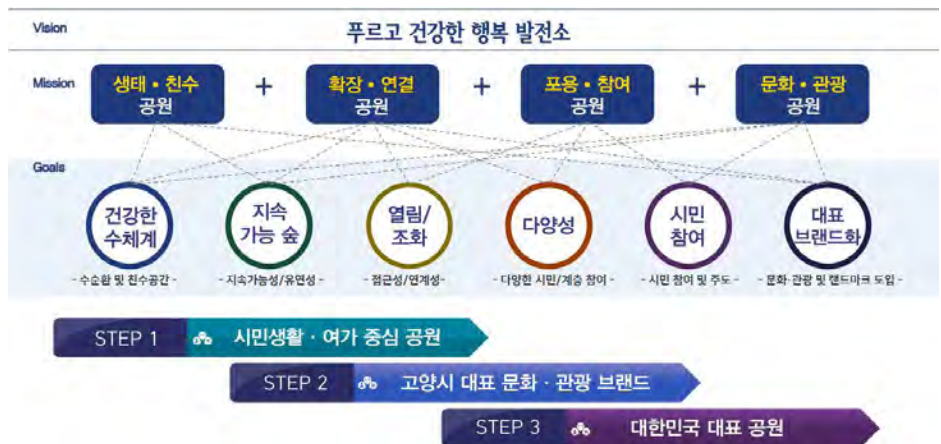 Vision
푸르고 건강한 행복 발전소
Mission
생태・친수
공원
+
확장・연결
공원
+
포용・참여
공원
+
문화・관광
공원
Goals
건강한
수체계
지속
가능 숲
열림/
조화
다양성
시민
참여
대표
브랜드화
- 수순환 및 친수공간 -
- 지속가능성/유연성 -
- 접근성/연계성-
- 다양한 시민/계층 참여 -
- 시민 참여 및 주도 -
- 문화·관광 및 랜드마크 도입 -
STEP 1 시민생활 · 여가 중심 공원
STEP 2 고양시 대표 문화 · 관광 브랜드
STEP 3 대한민국 대표 공원